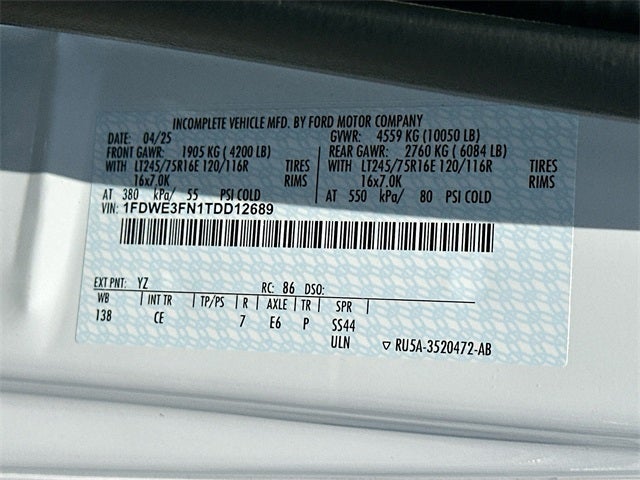 INCOMPLETE VEHICLE MFD. BY FORD MOTOR COMPANY
DATE: 04/25 GVWR: 4559 KG (10050 LB)
FRONT GAWR: 1905 KG ( 4200 LB) REAR GAWR: 2760 KG ( 6084 LB)
WITH LT245/75R16E 120/116R TIRES WITH LT245/75R16E 120/116R TIRES
16x7.0K RIMS 16x7.0K RIMS
AT 380 kPa/ 55 PSI COLD AT 550 kPa/ 80 PSI COLD
VIN: 1FDWE3FN1TDD12689
EXT PNT: YZ RC: 86 DSO:
WB INT TR TP/PS R AXLE TR SPR
138 CE 7 E6 P SS44
ULN ▽ RU5A-3520472-AB